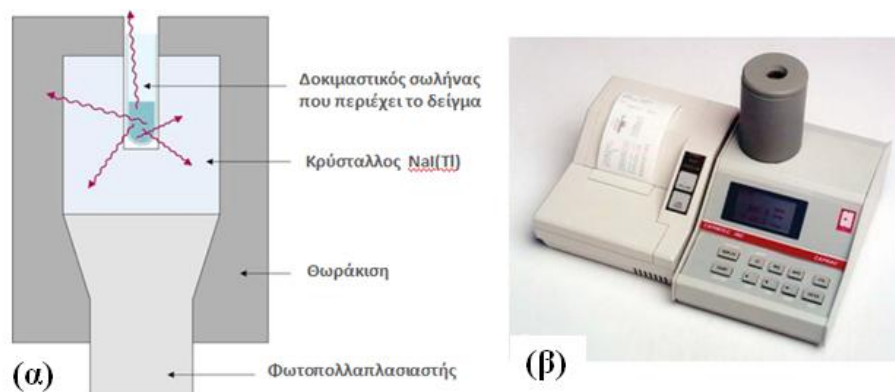 Δοκιμαστικός σωλήνας
που περιέχει το δείγμα
Κρύσταλλος NaI(Tl)
Θωράκιση
Φωτοπολλαπλασιαστής
(α)
(β)